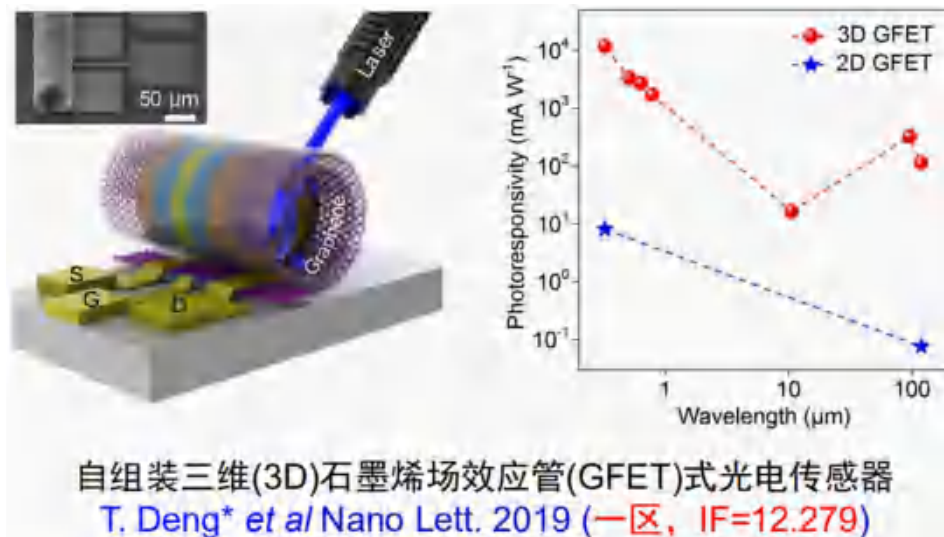 50 μm
Laser
Graphene
S
G
D
3D GFET
2D GFET
Photoresponsivity (mA W⁻¹)
10⁴
10³
10²
10¹
10⁰
10⁻¹
1
10
100
Wavelength (μm)
自组装三维(3D)石墨烯场效应管(GFET)式光电传感器
T. Deng* et al Nano Lett. 2019 (一区, IF=12.279)